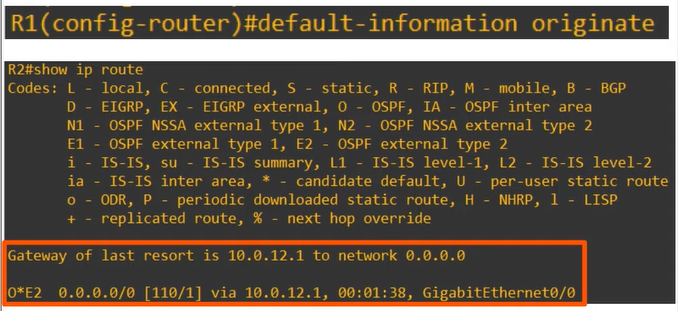 R1(config-router)#default-information originate
R2#show ip route
Codes: L - local, C - connected, S - static, R - RIP, M - mobile, B - BGP
D - EIGRP, EX - EIGRP external, O - OSPF, IA - OSPF inter area
N1 - OSPF NSSA external type 1, N2 - OSPF NSSA external type 2
E1 - OSPF external type 1, E2 - OSPF external type 2
i - IS-IS, su - IS-IS summary, L1 - IS-IS level-1, L2 - IS-IS level-2
ia - IS-IS inter area, * - candidate default, U - per-user static route
o - ODR, P - periodic downloaded static route, H - NHRP, l - LISP
+ - replicated route, % - next hop override
Gateway of last resort is 10.0.12.1 to network 0.0.0.0
O*E2 0.0.0.0/0 [110/1] via 10.0.12.1, 00:01:38, GigabitEthernet0/0